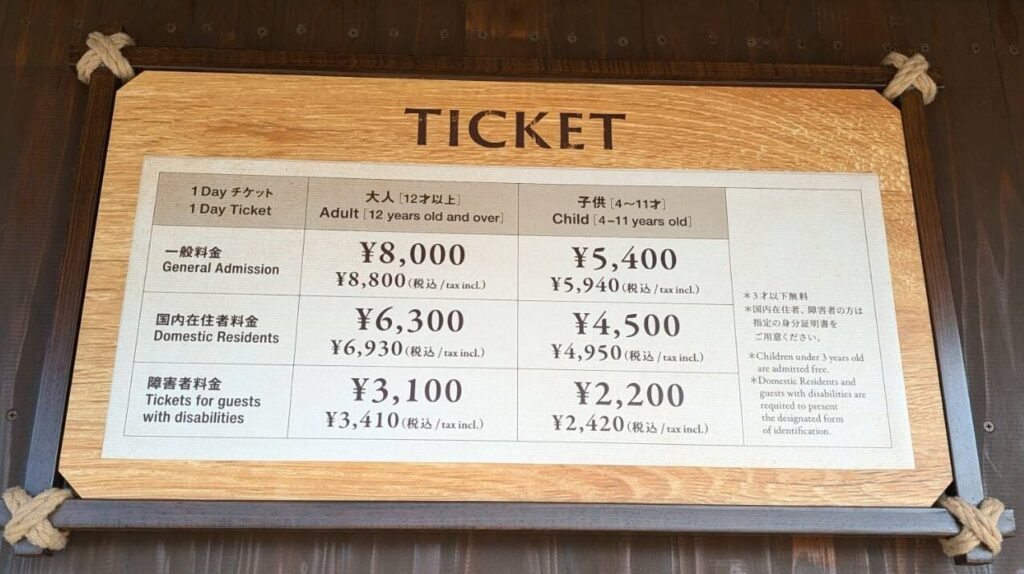 TICKET
1 Day チケット
1 Day Ticket
大人 [12才以上]
Adult [12 years old and over]
子供 [4〜11才]
Child [4–11 years old]
一般料金
General Admission
¥8,000
¥8,800(税込/tax incl.)
¥5,400
¥5,940(税込/tax incl.)
国内在住者料金
Domestic Residents
¥6,300
¥6,930(税込/tax incl.)
¥4,500
¥4,950(税込/tax incl.)
障害者料金
Tickets for guests
with disabilities
¥3,100
¥3,410(税込/tax incl.)
¥2,200
¥2,420(税込/tax incl.)
*3才以下無料
*国内在住者、障害者の方は
指定の身分証明書を
ご用意ください。
*Children under 3 years old
are admitted free.
*Domestic Residents and
guests with disabilities are
required to present
the designated form
of identification.